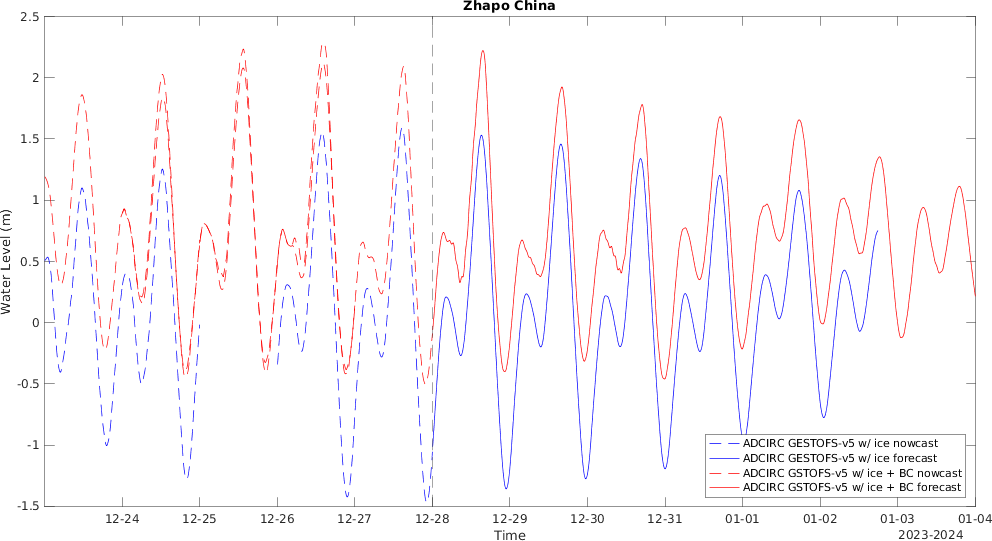 Zhapo China
Water Level (m)
2.5
2
1.5
1
0.5
0
-0.5
-1
-1.5
ADCIRC GESTOFS-v5 w/ ice nowcast
ADCIRC GESTOFS-v5 w/ ice forecast
ADCIRC GSTOFS-v5 w/ ice + BC nowcast
ADCIRC GSTOFS-v5 w/ ice + BC forecast
12-24 12-25 12-26 12-27 12-28 12-29 12-30 12-31 01-01 01-02 01-03 01-04
Time
2023-2024